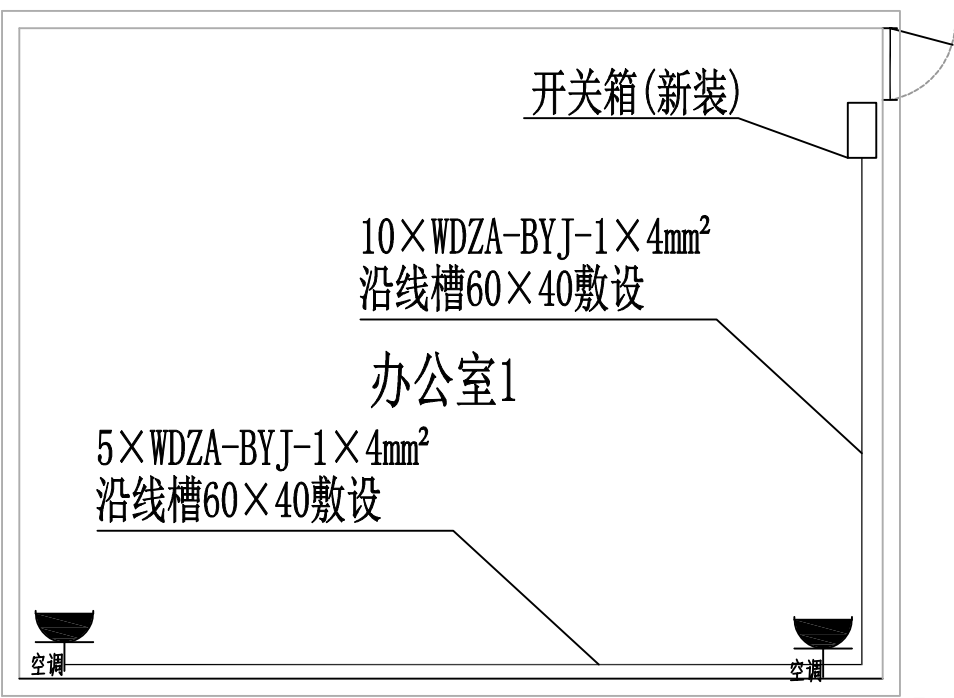 开关箱(新装)
10×WDZA-BYJ-1×4mm²
沿线槽60×40敷设
办公室1
5×WDZA-BYJ-1×4mm²
沿线槽60×40敷设
空调
空调